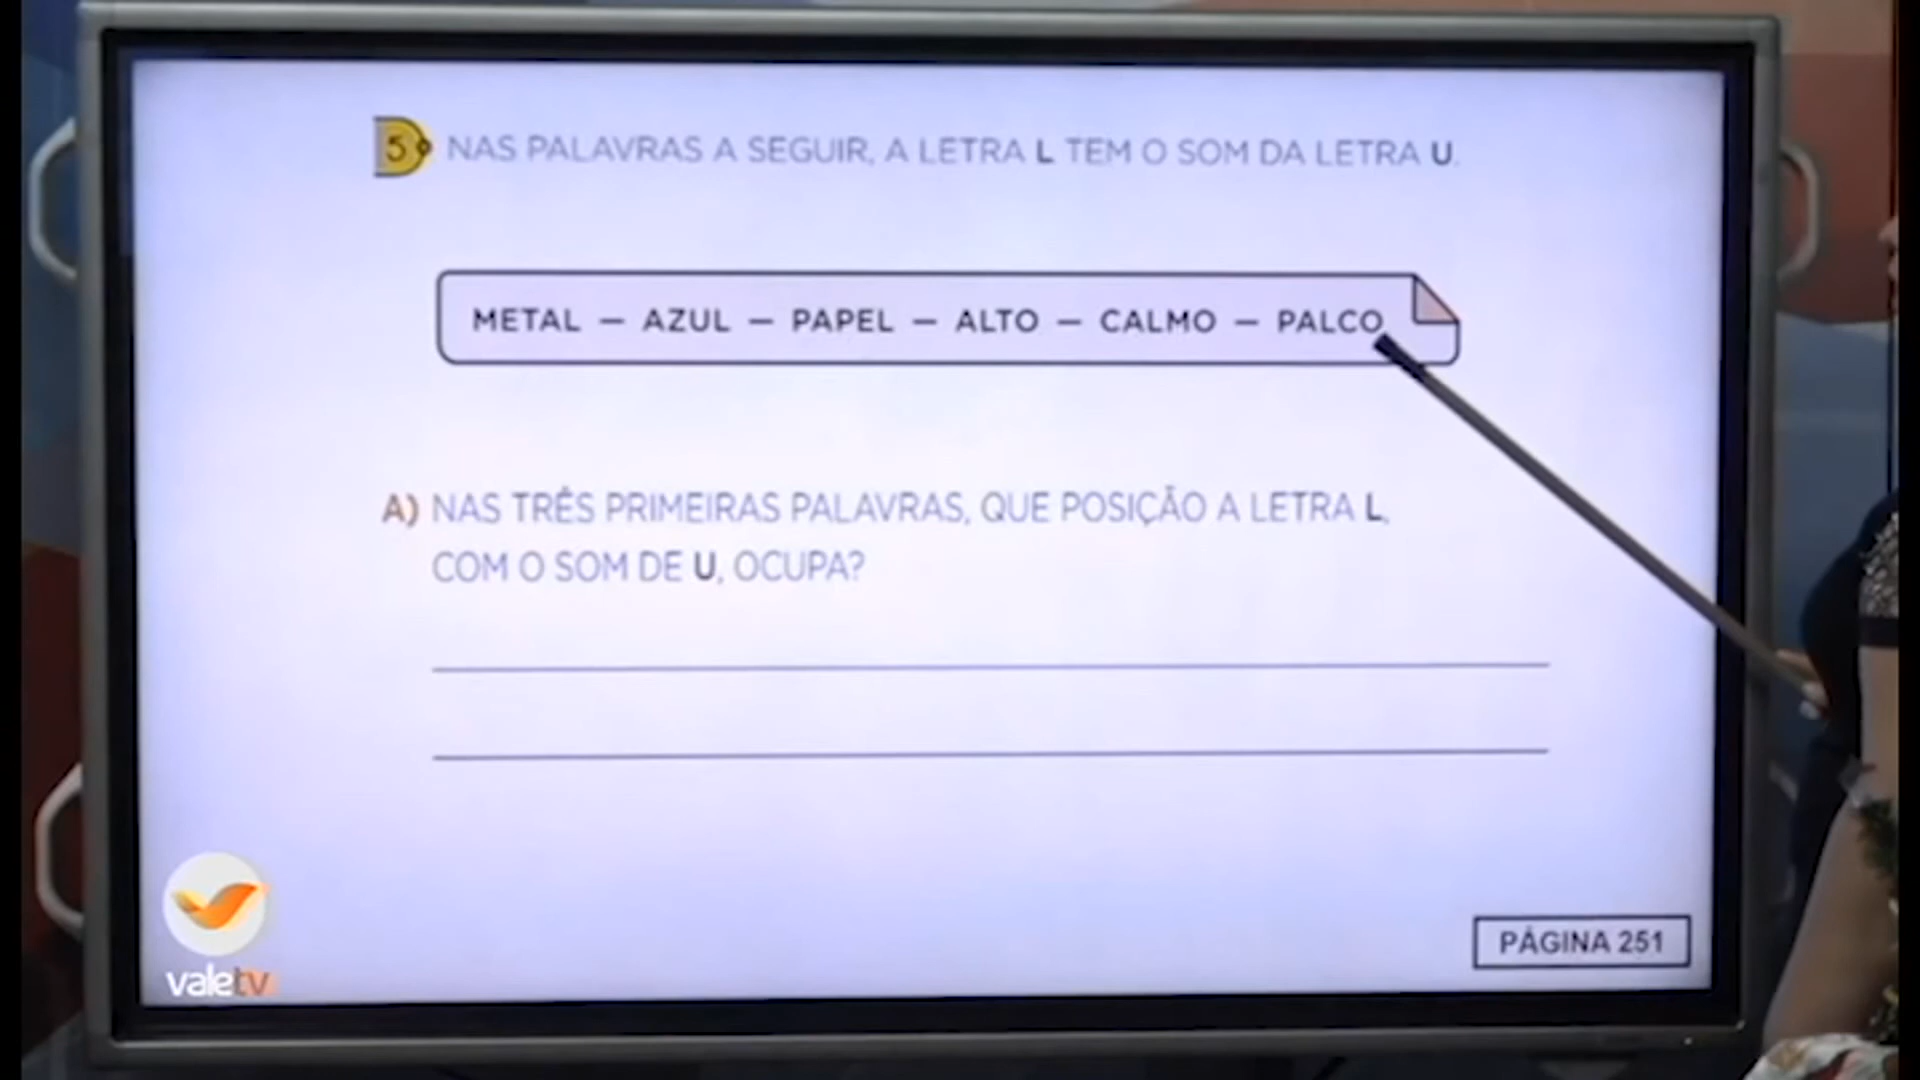 5 NAS PALAVRAS A SEGUIR, A LETRA L TEM O SOM DA LETRA U.
METAL – AZUL – PAPEL – ALTO – CALMO – PALCO
A) NAS TRÊS PRIMEIRAS PALAVRAS, QUE POSIÇÃO A LETRA L,
COM O SOM DE U, OCUPA?
valetv
PÁGINA 251